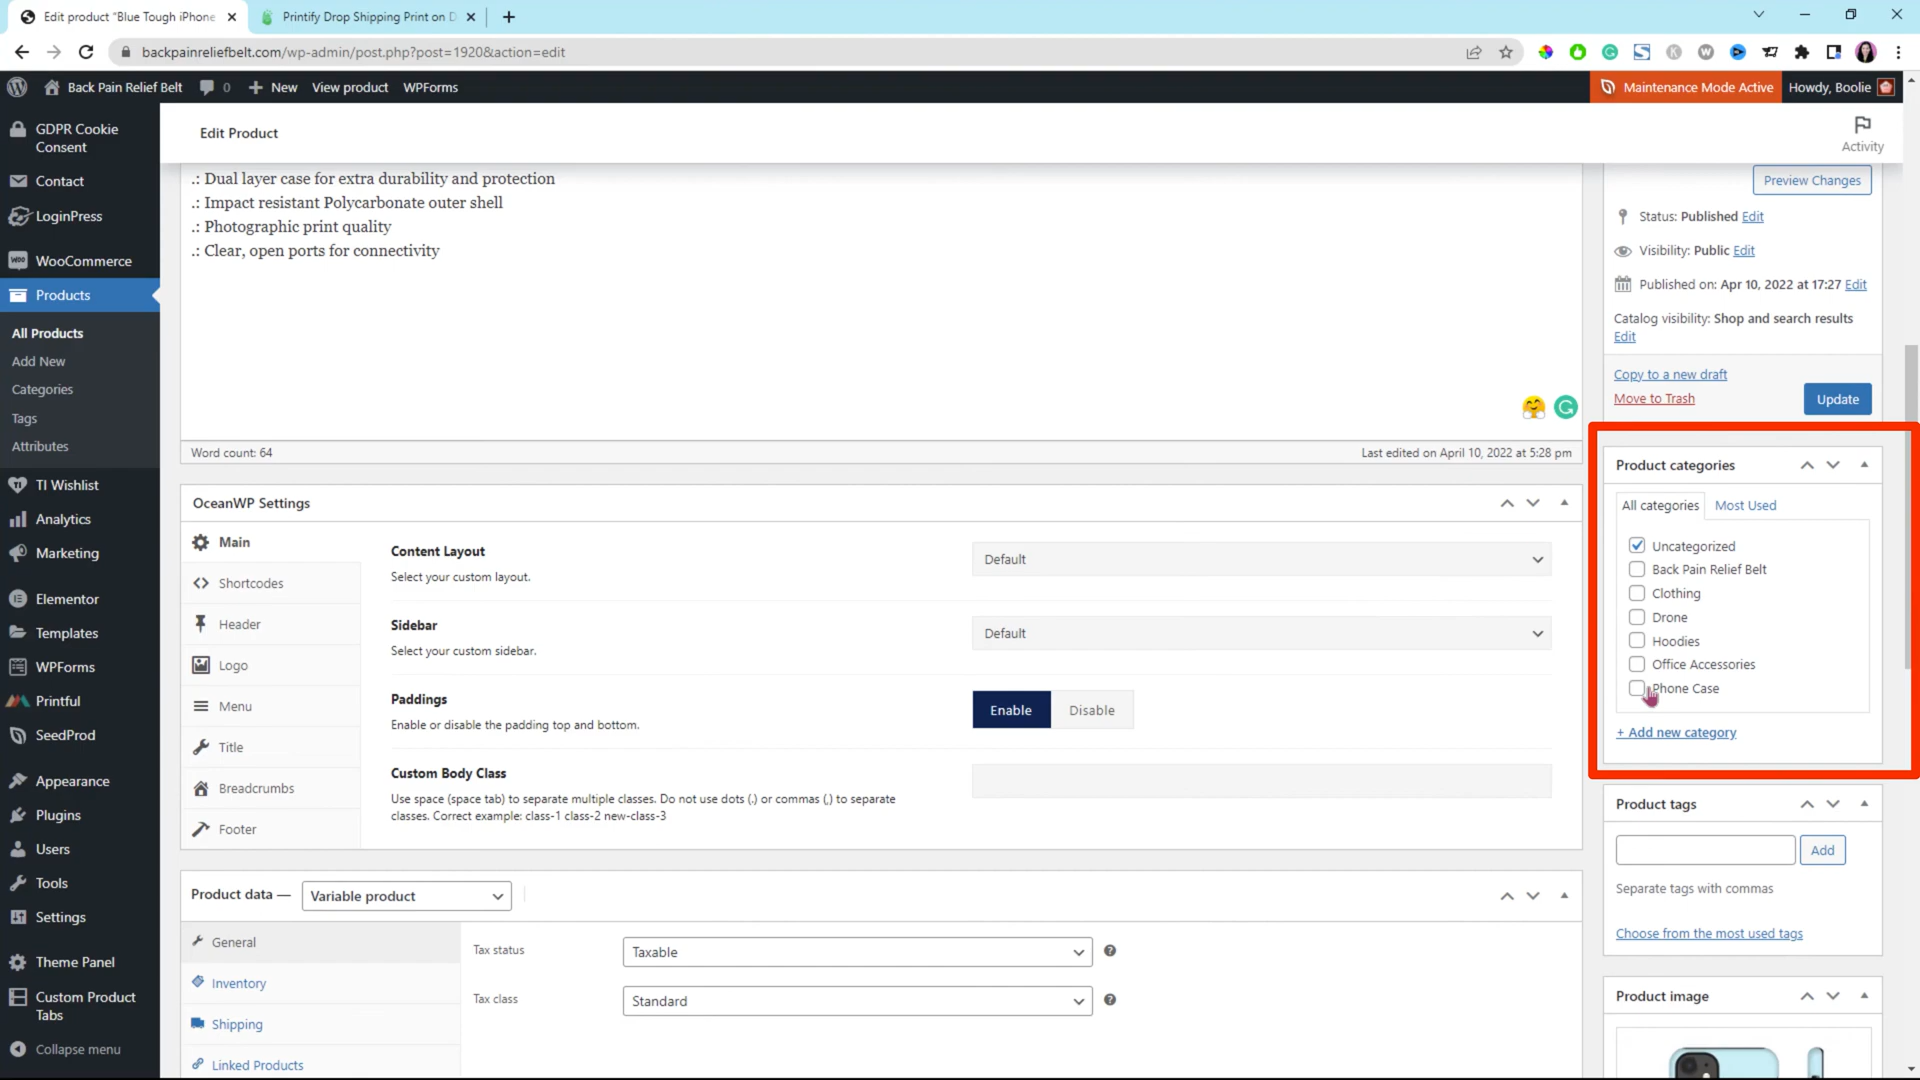 Edit product "Blue Tough iPhone
Printify Drop Shipping Print on D
backpainreliefbelt.com/wp-admin/post.php?post=1920&action=edit
Back Pain Relief Belt
0
New
View product
WPForms
Maintenance Mode Active
Howdy, Boolie
GDPR Cookie
Consent
Contact
LoginPress
WooCommerce
Products
All Products
Add New
Categories
Tags
Attributes
TI Wishlist
Analytics
Marketing
Elementor
Templates
WPForms
Printful
SeedProd
Appearance
Plugins
Users
Tools
Settings
Theme Panel
Custom Product
Tabs
Collapse menu
Edit Product
Activity
.: Dual layer case for extra durability and protection
.: Impact resistant Polycarbonate outer shell
.: Photographic print quality
.: Clear, open ports for connectivity
Word count: 64
Last edited on April 10, 2022 at 5:28 pm
OceanWP Settings
Main
Shortcodes
Header
Logo
Menu
Title
Breadcrumbs
Footer
Content Layout
Select your custom layout.
Default
Sidebar
Select your custom sidebar.
Default
Paddings
Enable or disable the padding top and bottom.
Enable
Disable
Custom Body Class
Use space (space tab) to separate multiple classes. Do not use dots (.) or commas (,) to separate
classes. Correct example: class-1 class-2 new-class-3
Product data —
Variable product
General
Inventory
Shipping
Linked Products
Tax status
Taxable
Tax class
Standard
Preview Changes
Status: Published Edit
Visibility: Public Edit
Published on: Apr 10, 2022 at 17:27 Edit
Catalog visibility: Shop and search results
Edit
Copy to a new draft
Move to Trash
Update
Product categories
All categories
Most Used
Uncategorized
Back Pain Relief Belt
Clothing
Drone
Hoodies
Office Accessories
Phone Case
+ Add new category
Product tags
Add
Separate tags with commas
Choose from the most used tags
Product image